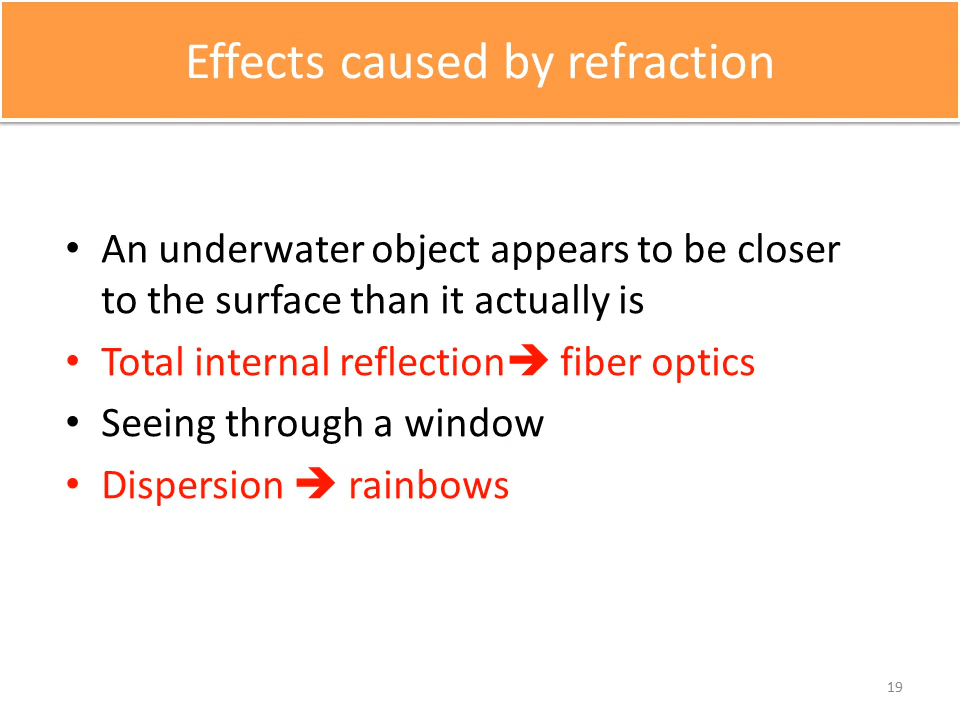 Effects caused by refraction
• An underwater object appears to be closer
to the surface than it actually is
• Total internal reflection➔ fiber optics
• Seeing through a window
• Dispersion ➔ rainbows
19